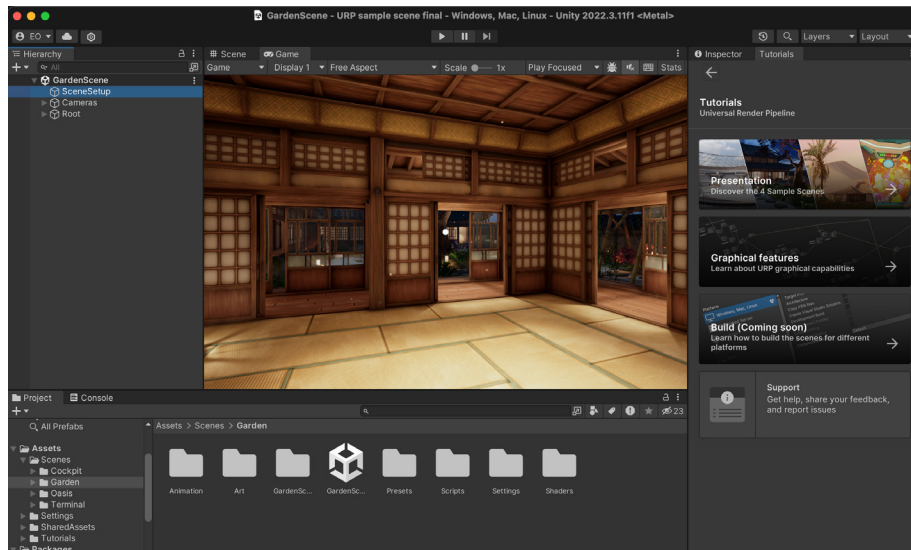 GardenScene - URP sample scene final - Windows, Mac, Linux - Unity 2022.3.11f1 <Metal>
EO
Layers
Layout
Hierarchy
All
GardenScene
SceneSetup
Cameras
Root
Scene
Game
Game
Display 1
Free Aspect
Scale
1x
Play Focused
Stats
Inspector
Tutorials
Tutorials
Universal Render Pipeline
Presentation
Discover the 4 Sample Scenes
Graphical features
Learn about URP graphical capabilities
Platform
Windows, Mac, Linux
Build (Coming soon)
Learn how to build the scenes for different
platforms
Support
Get help, share your feedback,
and report issues
Project
Console
23
All Prefabs
Assets
Scenes
Cockpit
Garden
Oasis
Terminal
Settings
SharedAssets
Tutorials
Packages
Assets > Scenes > Garden
Animation
Art
GardenSc...
GardenSc...
Presets
Scripts
Settings
Shaders